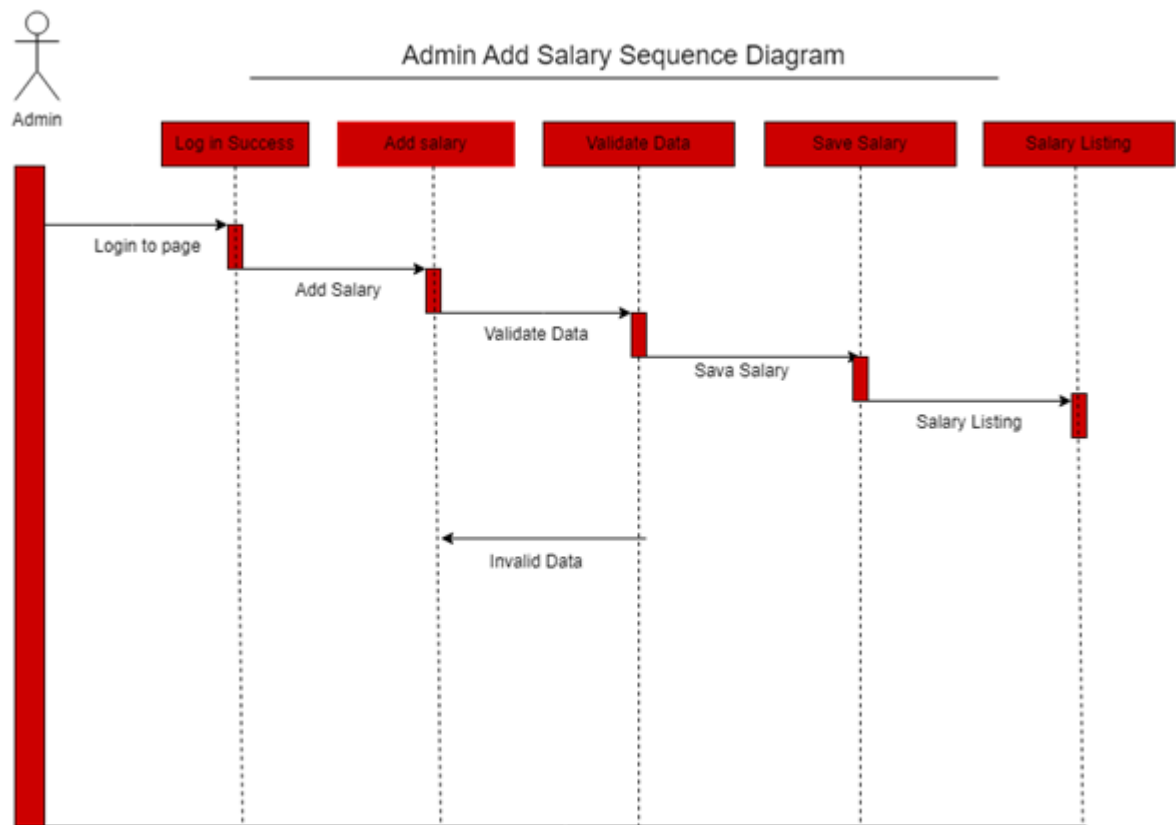 Admin Add Salary Sequence Diagram
Admin
Log in Success
Add salary
Validate Data
Save Salary
Salary Listing
Login to page
Add Salary
Validate Data
Sava Salary
Salary Listing
Invalid Data